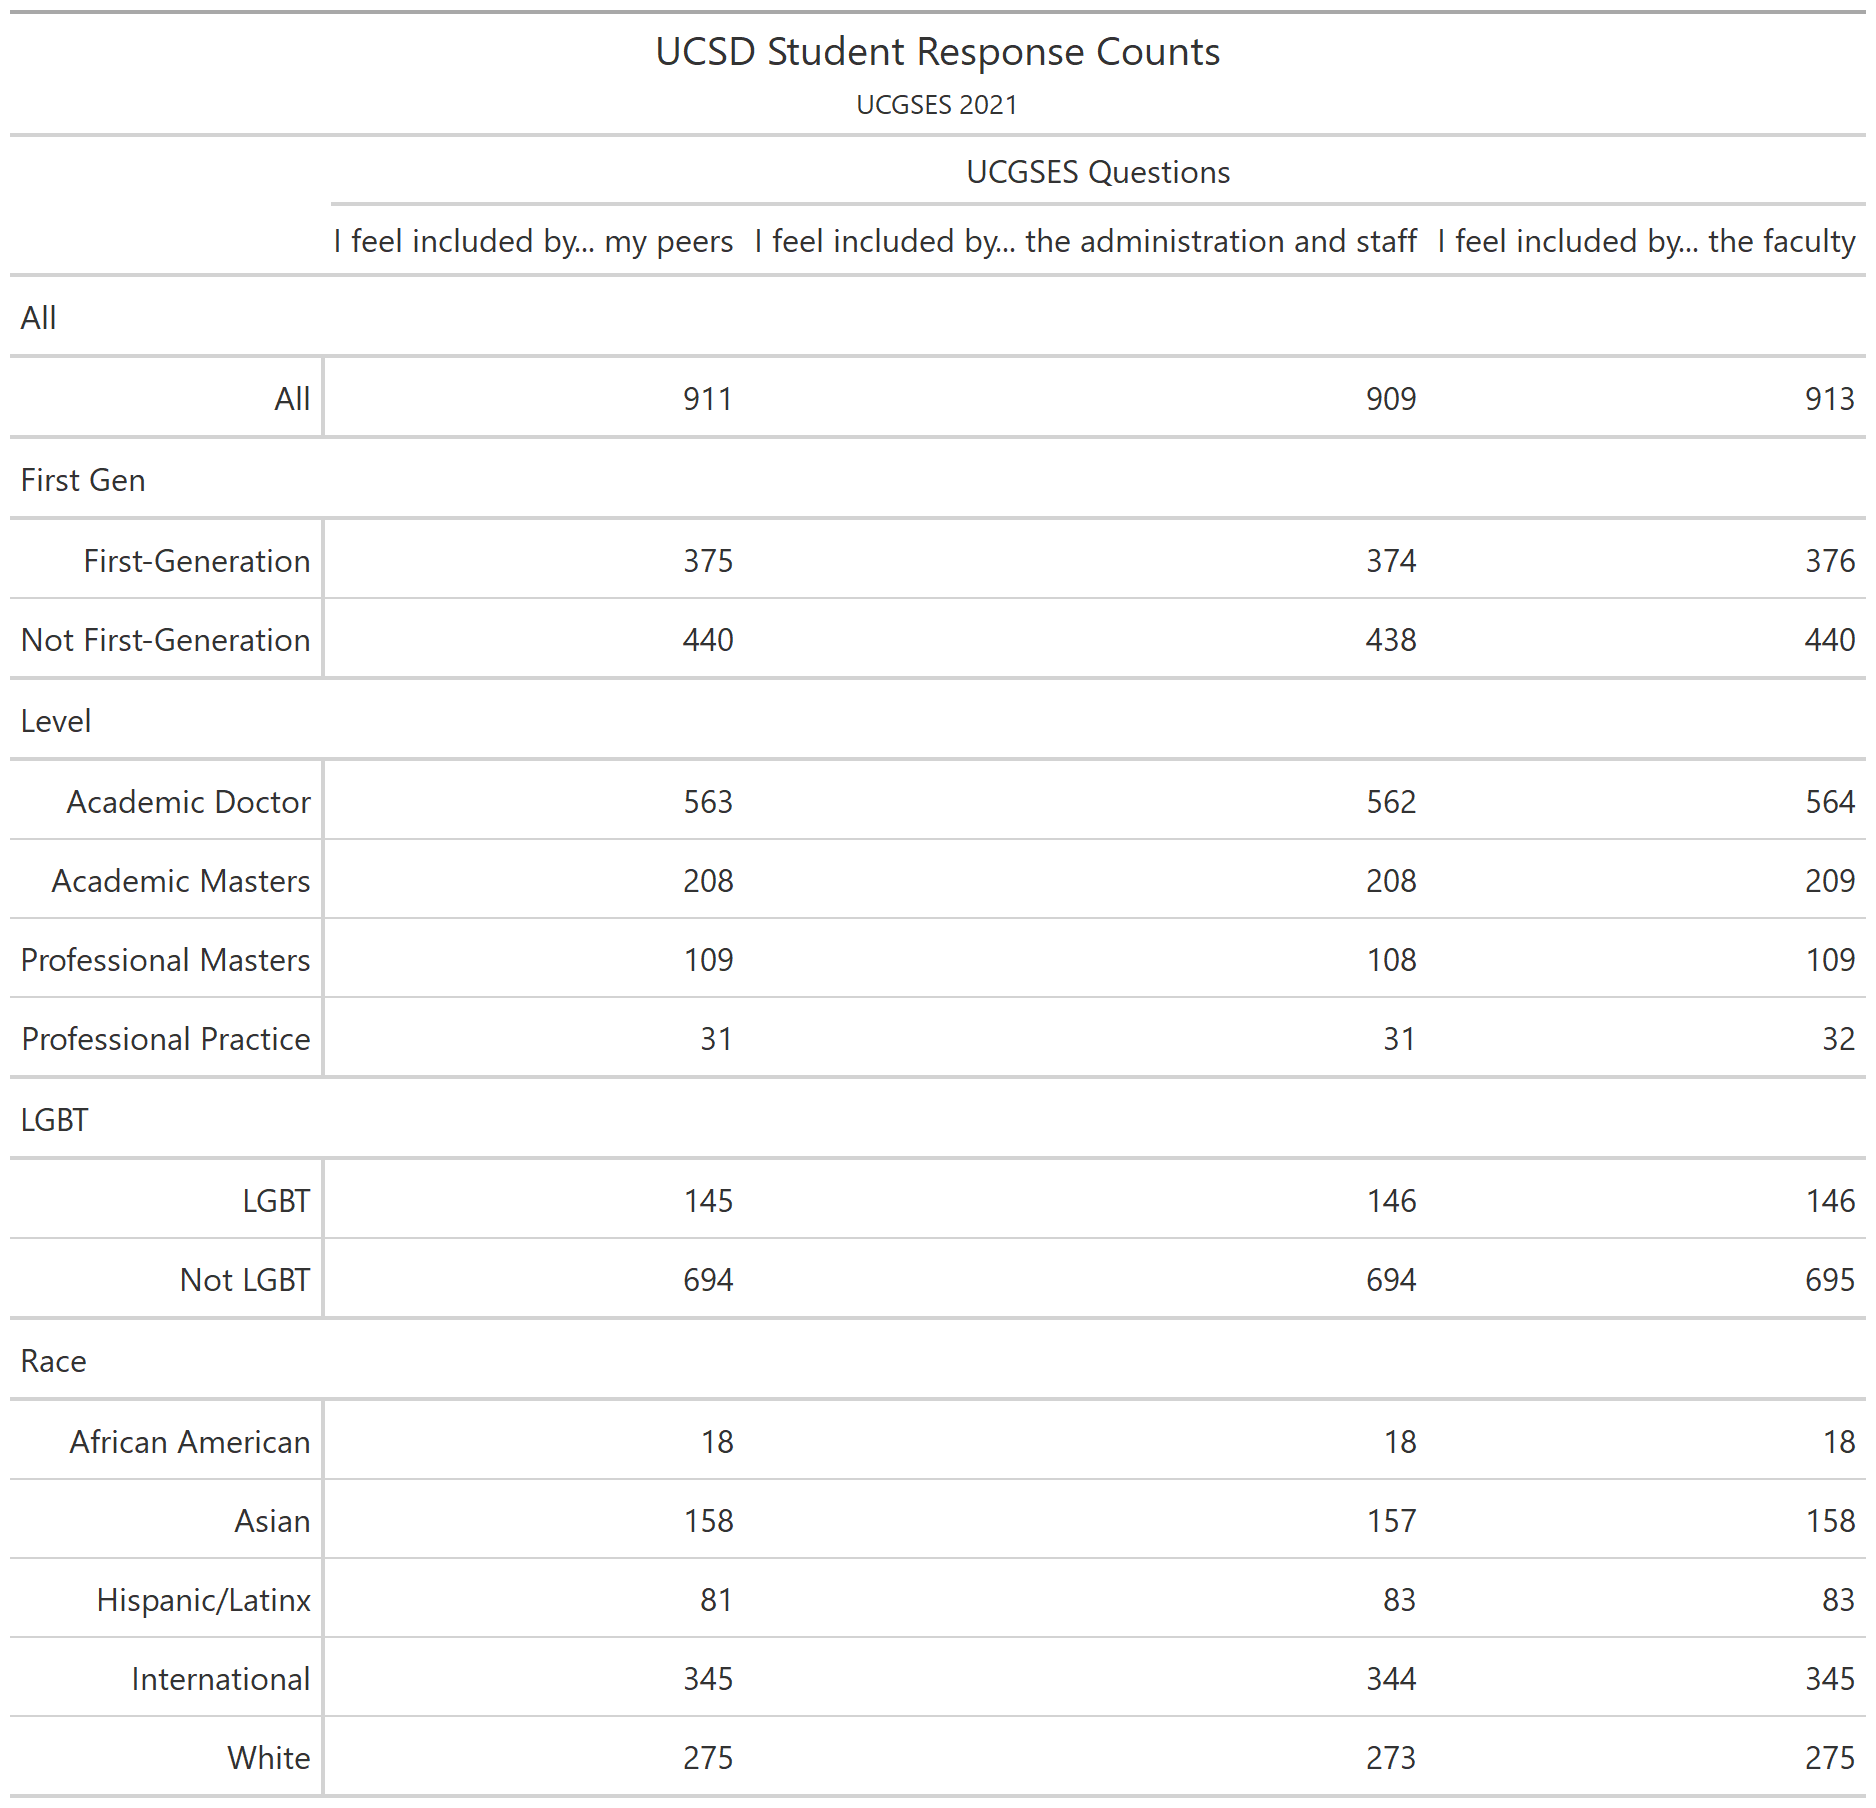 UCSD Student Response Counts
UCGSES 2021
UCGSES Questions
I feel included by... my peers I feel included by... the administration and staff I feel included by... the faculty
All
All 911 909 913
First Gen
First-Generation 375 374 376
Not First-Generation 440 438 440
Level
Academic Doctor 563 562 564
Academic Masters 208 208 209
Professional Masters 109 108 109
Professional Practice 31 31 32
LGBT
LGBT 145 146 146
Not LGBT 694 694 695
Race
African American 18 18 18
Asian 158 157 158
Hispanic/Latinx 81 83 83
International 345 344 345
White 275 273 275